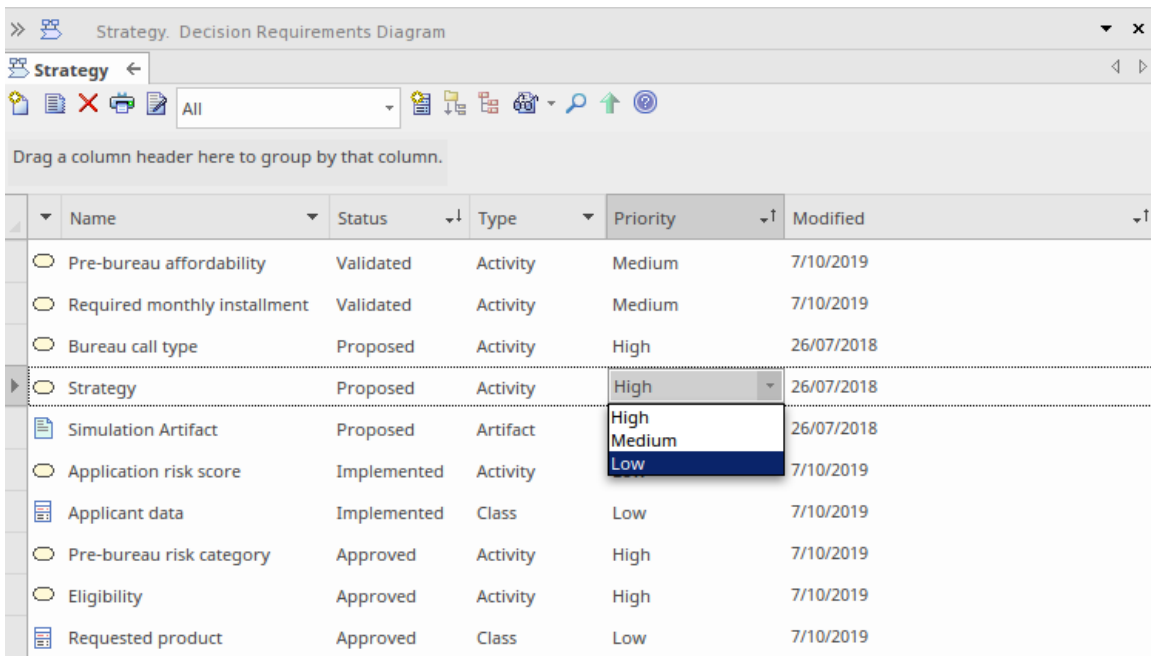 Strategy. Decision Requirements Diagram
Strategy
All
Drag a column header here to group by that column.
Name Status Type Priority Modified
Pre-bureau affordability Validated Activity Medium 7/10/2019
Required monthly installment Validated Activity Medium 7/10/2019
Bureau call type Proposed Activity High 26/07/2018
Strategy Proposed Activity High 26/07/2018
High
Medium
Low
Simulation Artifact Proposed Artifact 26/07/2018
Application risk score Implemented Activity 7/10/2019
Applicant data Implemented Class Low 7/10/2019
Pre-bureau risk category Approved Activity High 7/10/2019
Eligibility Approved Activity High 7/10/2019
Requested product Approved Class Low 7/10/2019